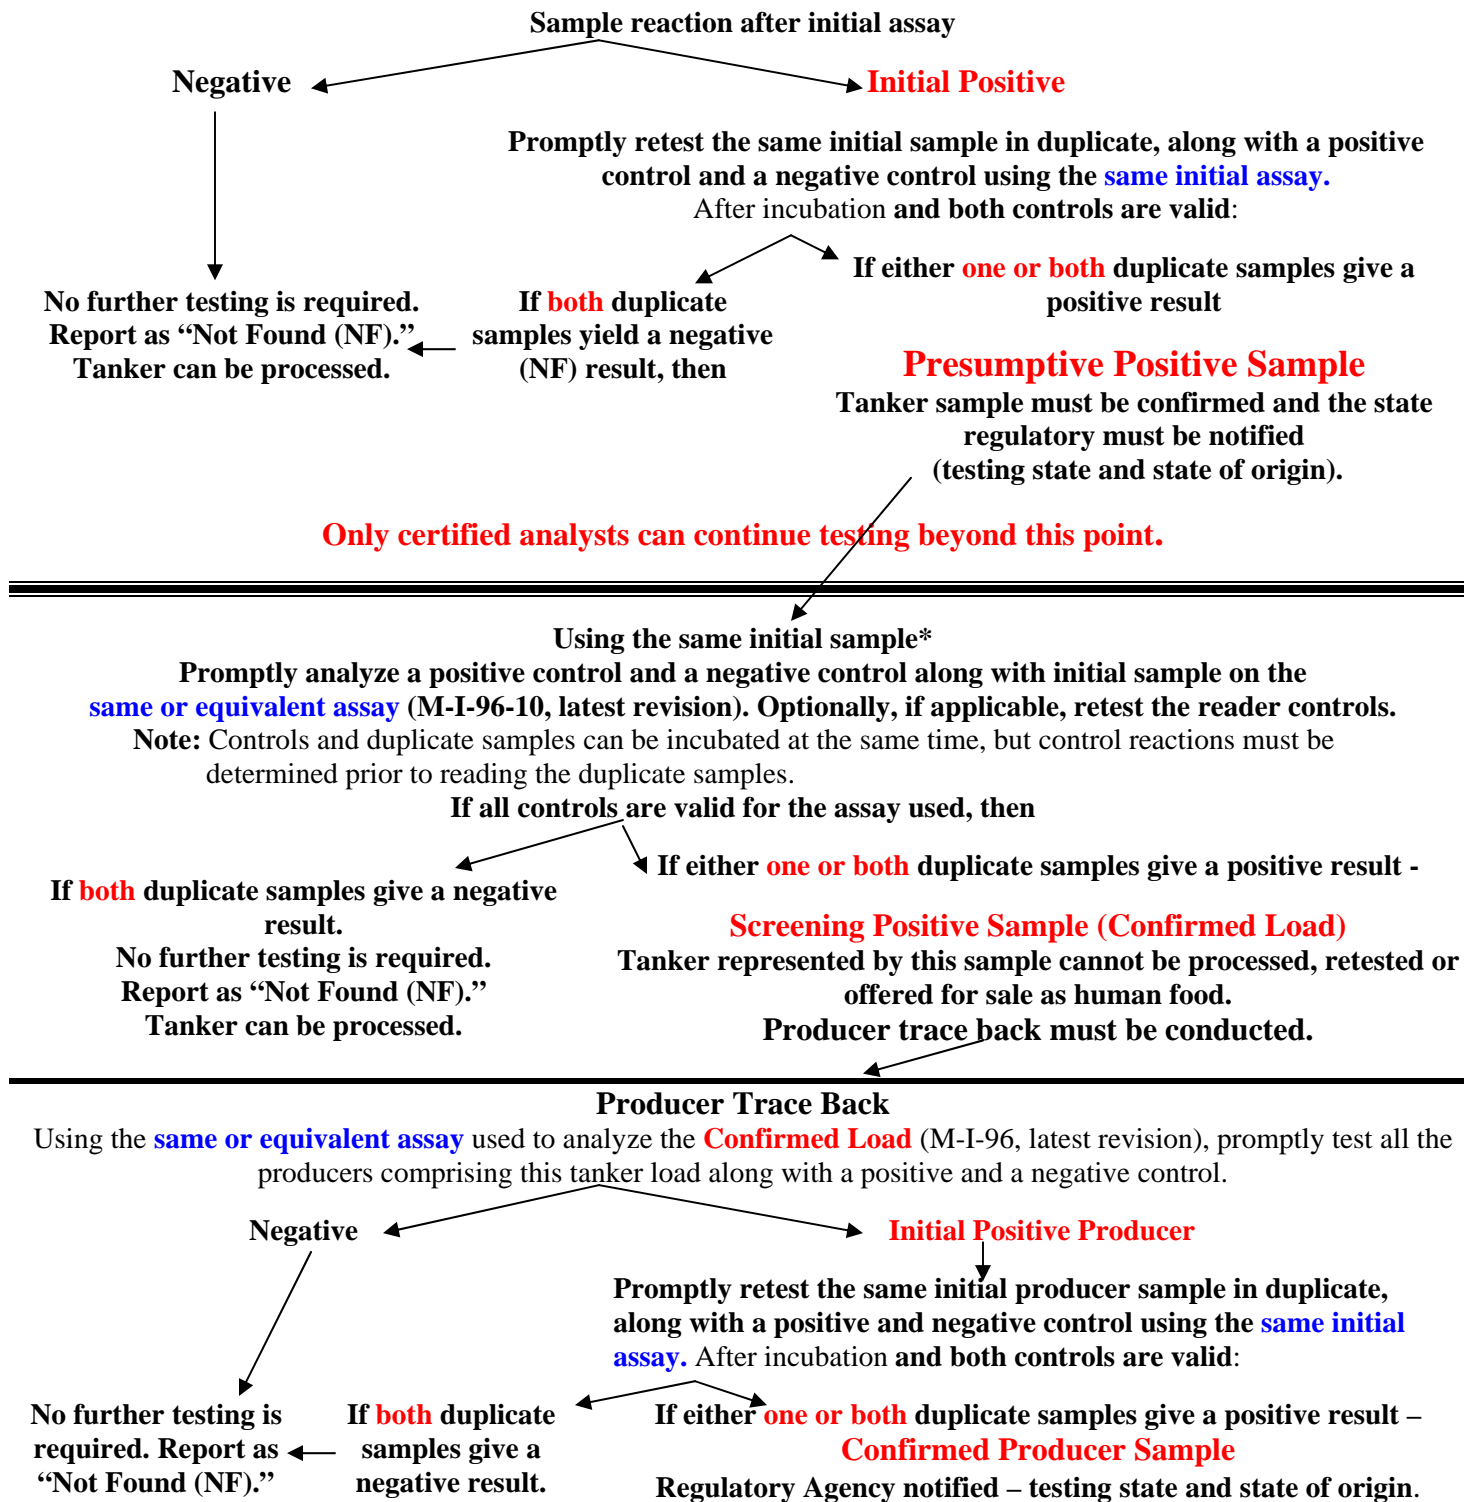 Sample reaction after initial assay
Negative
Initial Positive
Promptly retest the same initial sample in duplicate, along with a positive
control and a negative control using the same initial assay.
After incubation and both controls are valid:
If either one or both duplicate samples give a
positive result
No further testing is required.
Report as “Not Found (NF).”
Tanker can be processed.
If both duplicate
samples yield a negative
(NF) result, then
Presumptive Positive Sample
Tanker sample must be confirmed and the state
regulatory must be notified
(testing state and state of origin).
Only certified analysts can continue testing beyond this point.
Using the same initial sample*
Promptly analyze a positive control and a negative control along with initial sample on the
same or equivalent assay (M-I-96-10, latest revision). Optionally, if applicable, retest the reader controls.
Note: Controls and duplicate samples can be incubated at the same time, but control reactions must be
determined prior to reading the duplicate samples.
If all controls are valid for the assay used, then
If either one or both duplicate samples give a positive result -
If both duplicate samples give a negative
result.
No further testing is required.
Report as “Not Found (NF).”
Tanker can be processed.
Screening Positive Sample (Confirmed Load)
Tanker represented by this sample cannot be processed, retested or
offered for sale as human food.
Producer trace back must be conducted.
Producer Trace Back
Using the same or equivalent assay used to analyze the Confirmed Load (M-I-96, latest revision), promptly test all the
producers comprising this tanker load along with a positive and a negative control.
Negative
Initial Positive Producer
Promptly retest the same initial producer sample in duplicate,
along with a positive and negative control using the same initial
assay. After incubation and both controls are valid:
No further testing is
required. Report as
“Not Found (NF).”
If both duplicate
samples give a
negative result.
If either one or both duplicate samples give a positive result –
Confirmed Producer Sample
Regulatory Agency notified – testing state and state of origin.